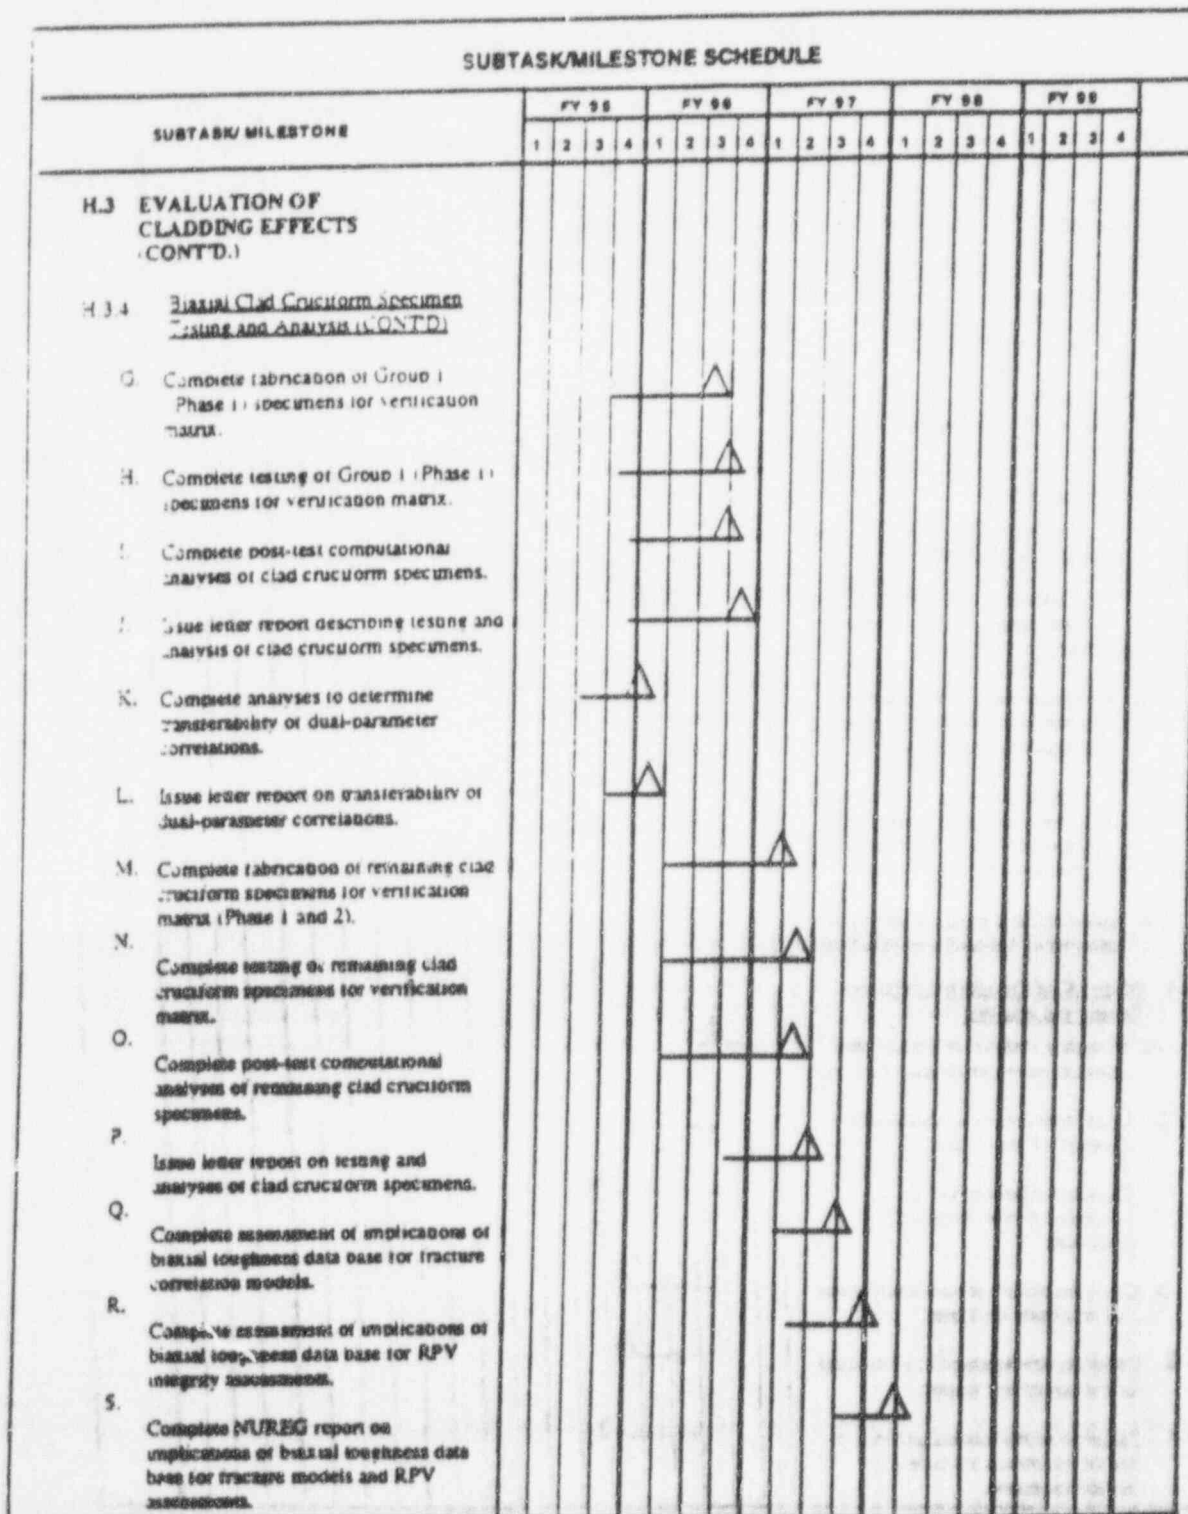 SUBTASK/MILESTONE SCHEDULE
SUBTASK/ MILESTONE
FY 95 FY 96 FY 97 FY 98 FY 99
1 2 3 4 1 2 3 4 1 2 3 4 1 2 3 4 1 2 3 4
H.3 EVALUATION OF
CLADDING EFFECTS
(CONT'D.)
H.3.4 Biaxial Clad Cruciform Specimen
Testing and Analysis (CONT'D)
G. Complete fabrication of Group 1
(Phase 1) specimens for verification
matrix.
H. Complete testing of Group 1 (Phase 1)
specimens for verification matrix.
I. Complete post-test computational
analyses of clad cruciform specimens.
J. Issue letter report describing testing and
analysis of clad cruciform specimens.
K. Complete analyses to determine
transferability of dual-parameter
correlations.
L. Issue letter report on transferability of
dual-parameter correlations.
M. Complete fabrication of remaining clad
cruciform specimens for verification
matrix (Phase 1 and 2).
N.
Complete testing of remaining clad
cruciform specimens for verification
matrix.
O.
Complete post-test computational
analyses of remaining clad cruciform
specimens.
P.
Issue letter report on testing and
analyses of clad cruciform specimens.
Q.
Complete assessment of implications of
biaxial toughness data base for fracture
correlation models.
R.
Complete assessment of implications of
biaxial toughness data base for RPV
integrity assessments.
S.
Complete NUREG report on
implications of biaxial toughness data
base for fracture models and RPV
assessments.